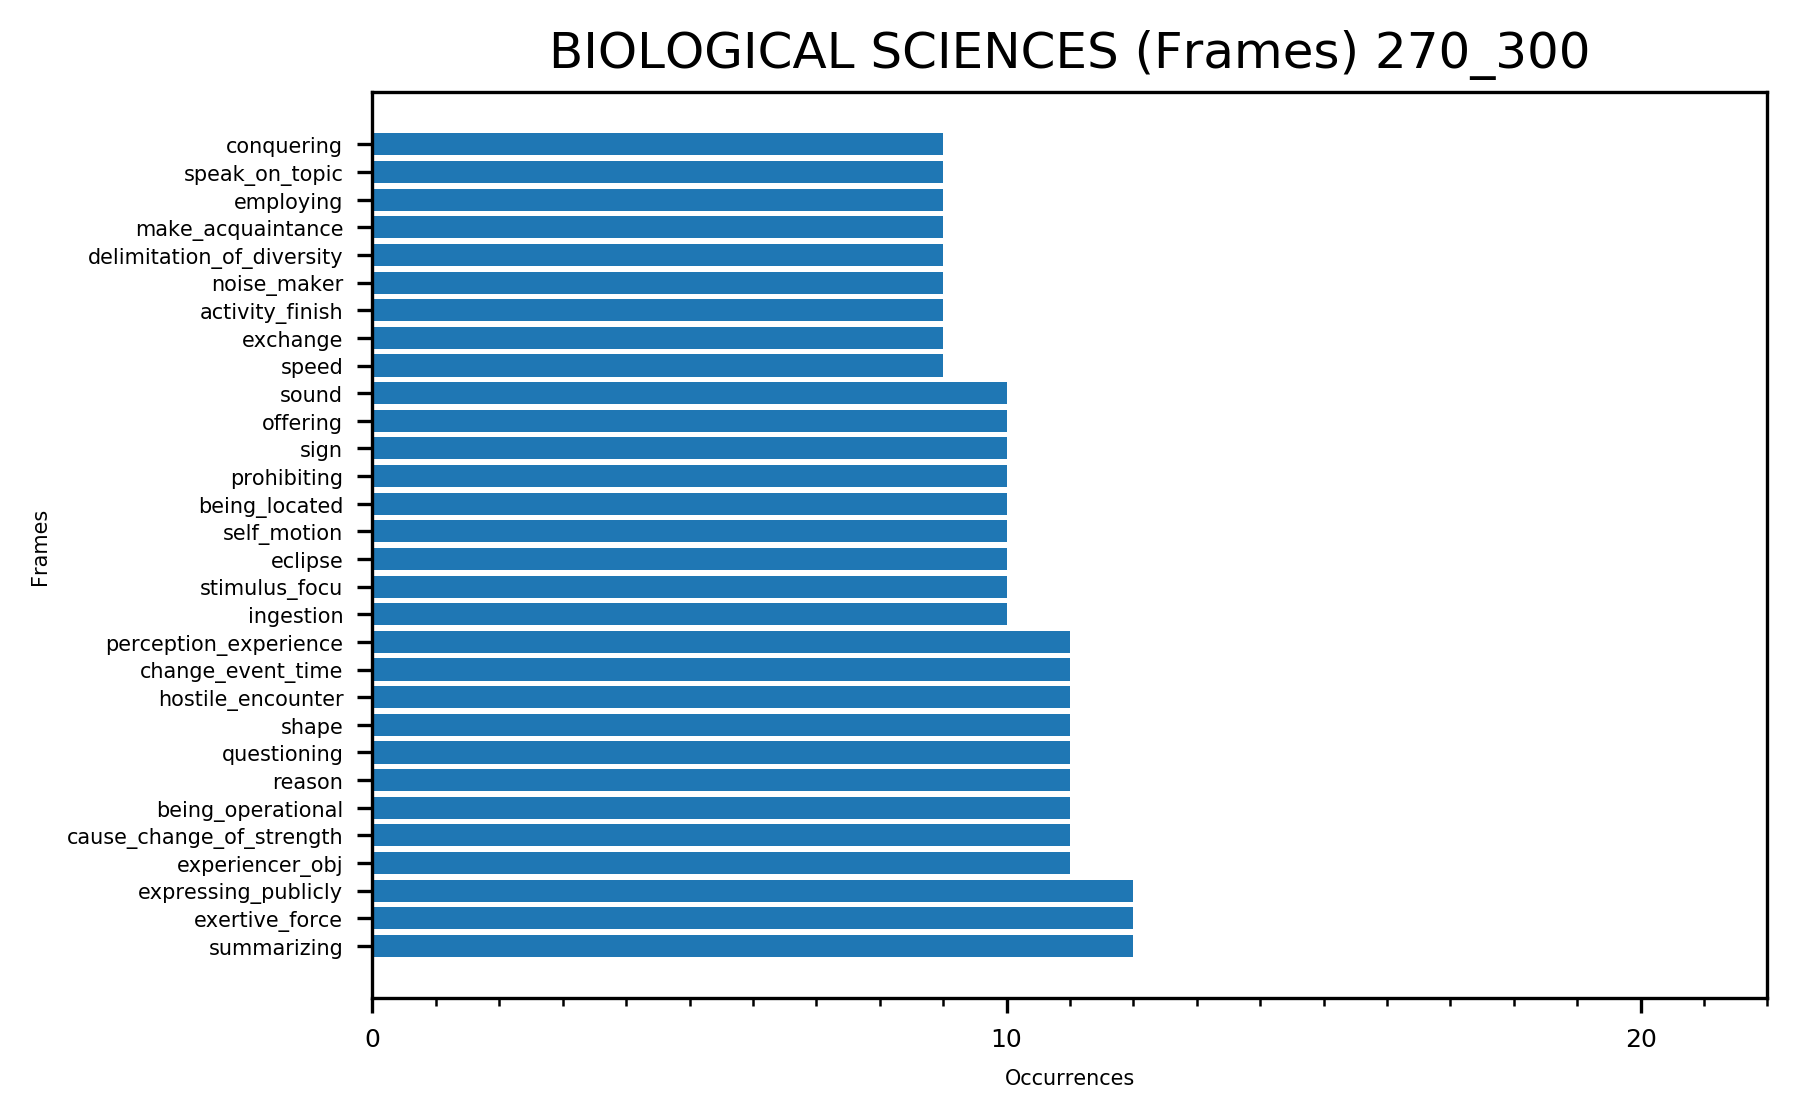 BIOLOGICAL SCIENCES (Frames) 270_300
conquering
speak_on_topic
employing
make_acquaintance
delimitation_of_diversity
noise_maker
activity_finish
exchange
speed
sound
offering
sign
prohibiting
being_located
self_motion
eclipse
stimulus_focu
ingestion
perception_experience
change_event_time
hostile_encounter
shape
questioning
reason
being_operational
cause_change_of_strength
experiencer_obj
expressing_publicly
exertive_force
summarizing
Frames
0 10 20
Occurrences